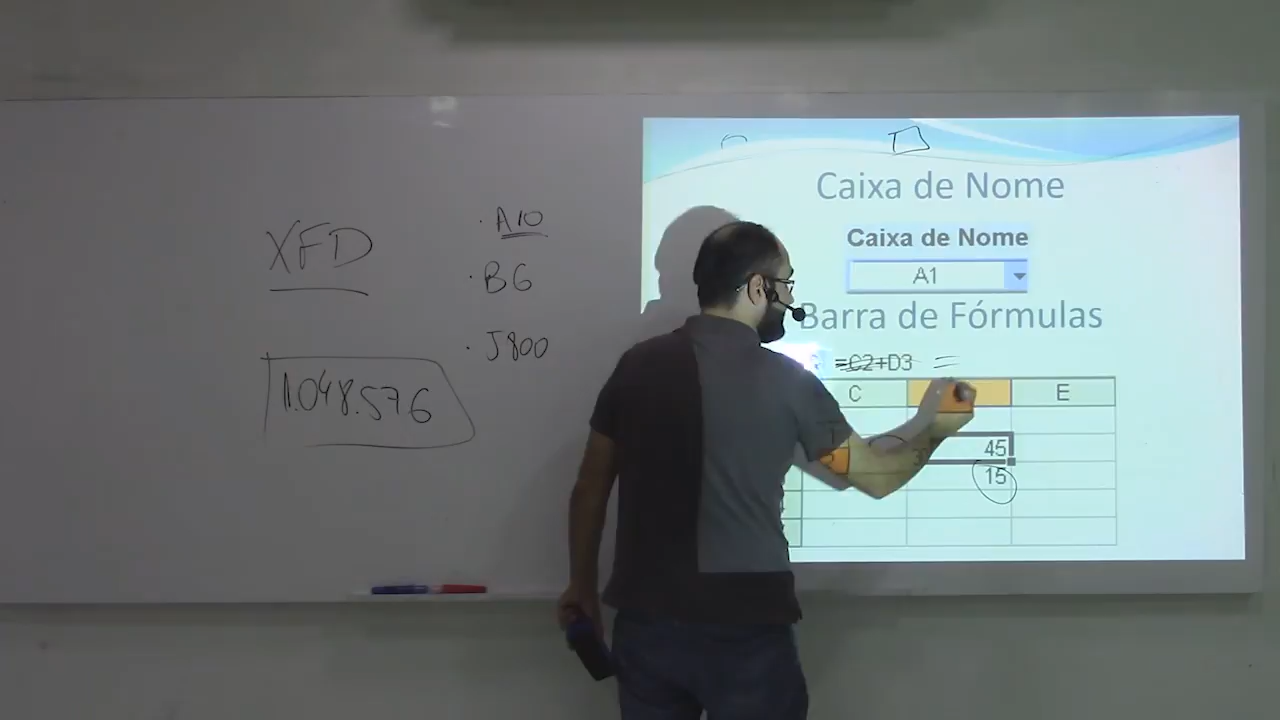 XFD
1.048.576
· A10
· B6
· J800
Caixa de Nome
Caixa de Nome
A1
Barra de Fórmulas
=C2+D3 =
C E
45
15